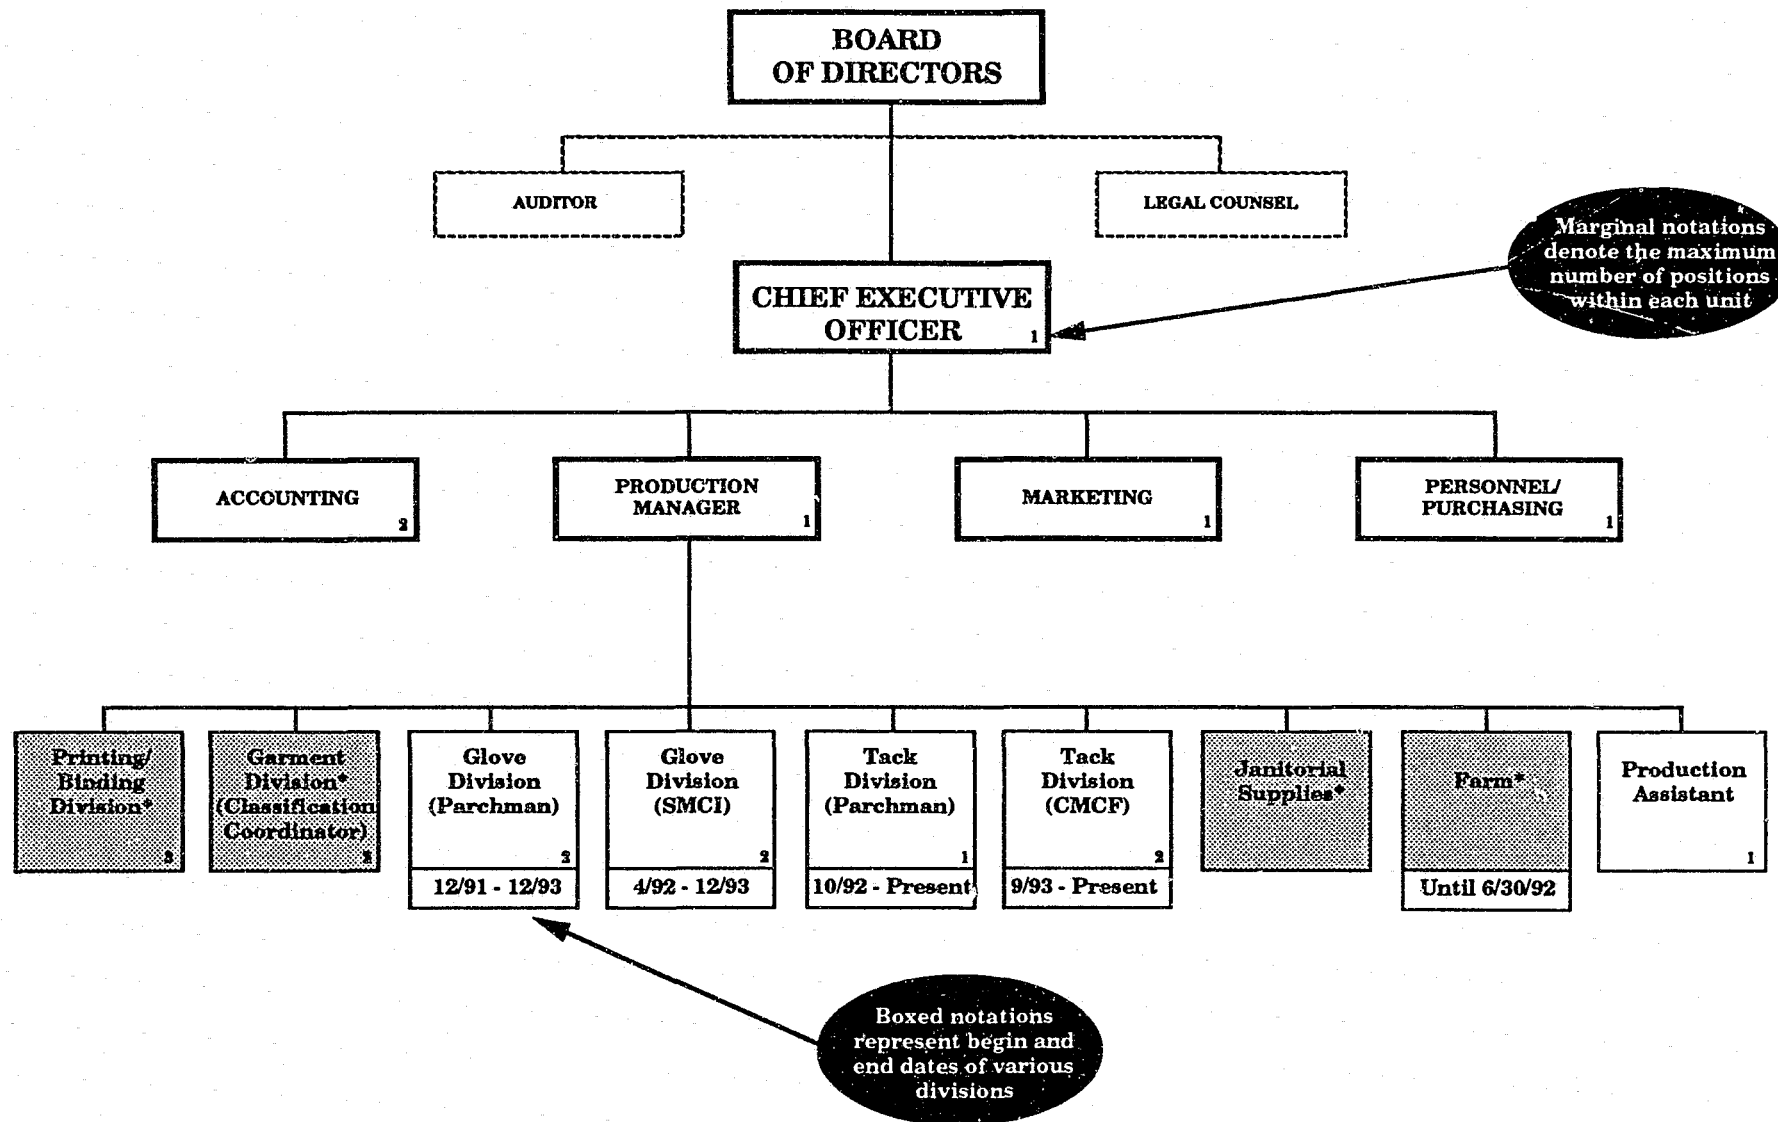 BOARD
OF DIRECTORS
AUDITOR
LEGAL COUNSEL
Marginal notations
denote the maximum
number of positions
within each unit
CHIEF EXECUTIVE
OFFICER
1
ACCOUNTING
2
PRODUCTION
MANAGER
1
MARKETING
1
PERSONNEL/
PURCHASING
1
Printing/
Binding
Division*
Garment
Division*
(Classification
Coordinator)
Glove
Division
(Parchman)
2
12/91 - 12/93
Glove
Division
(SMCI)
2
4/92 - 12/93
Tack
Division
(Parchman)
1
10/92 - Present
Tack
Division
(CMCF)
2
9/93 - Present
Janitorial
Supplies*
Farm*
Until 6/30/92
Production
Assistant
1
Boxed notations
represent begin and
end dates of various
divisions